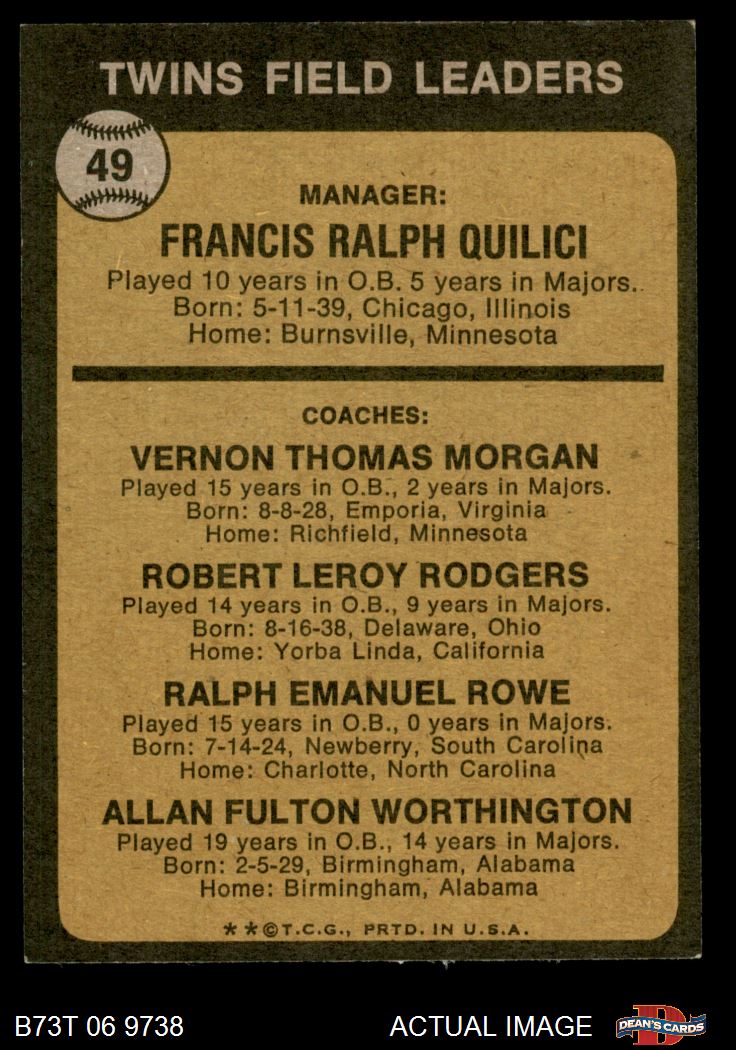 TWINS FIELD LEADERS
49
MANAGER:
FRANCIS RALPH QUILICI
Played 10 years in O.B. 5 years in Majors.
Born: 5-11-39, Chicago, Illinois
Home: Burnsville, Minnesota
COACHES:
VERNON THOMAS MORGAN
Played 15 years in O.B., 2 years in Majors.
Born: 8-8-28, Emporia, Virginia
Home: Richfield, Minnesota
ROBERT LEROY RODGERS
Played 14 years in O.B., 9 years in Majors.
Born: 8-16-38, Delaware, Ohio
Home: Yorba Linda, California
RALPH EMANUEL ROWE
Played 15 years in O.B., 0 years in Majors.
Born: 7-14-24, Newberry, South Carolina
Home: Charlotte, North Carolina
ALLAN FULTON WORTHINGTON
Played 19 years in O.B., 14 years in Majors.
Born: 2-5-29, Birmingham, Alabama
Home: Birmingham, Alabama
* * © T.C.G., PRTD. IN U.S.A.
B73T 06 9738
ACTUAL IMAGE
D
DEAN'S CARDS